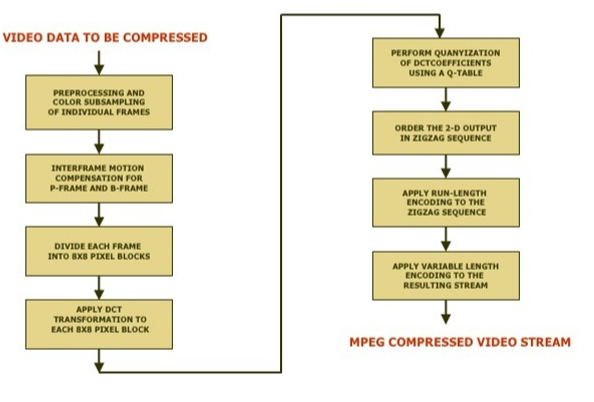 VIDEO DATA TO BE COMPRESSED
PREPROCESSING AND
COLOR SUBSAMPLING
OF INDIVIDUAL FRAMES
INTERFRAME MOTION
COMPENSATION FOR
P-FRAME AND B-FRAME
DIVIDE EACH FRAME
INTO 8X8 PIXEL BLOCKS
APPLY DCT
TRANSFORMATION TO
EACH 8X8 PIXEL BLOCK
PERFORM QUANYIZATION
OF DCTCOEFFICIENTS
USING A Q-TABLE
ORDER THE 2-D OUTPUT
IN ZIGZAG SEQUENCE
APPLY RUN-LENGTH
ENCODING TO THE
ZIGZAG SEQUENCE
APPLY VARIABLE LENGTH
ENCODING TO THE
RESULTING STREAM
MPEG COMPRESSED VIDEO STREAM